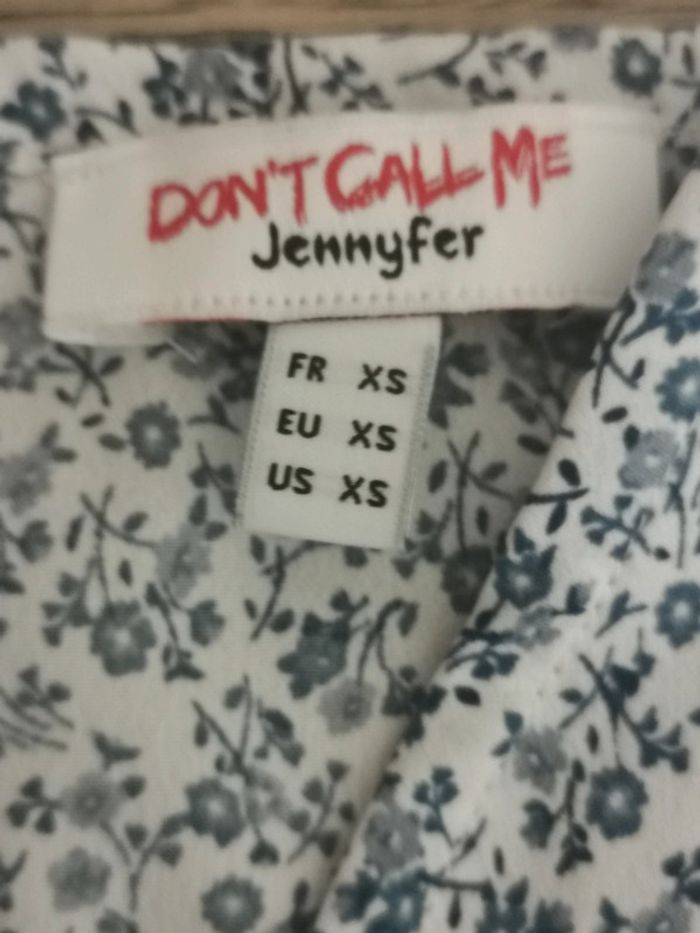 DON'T CALL ME
Jennyfer
FR XS
EU XS
US XS